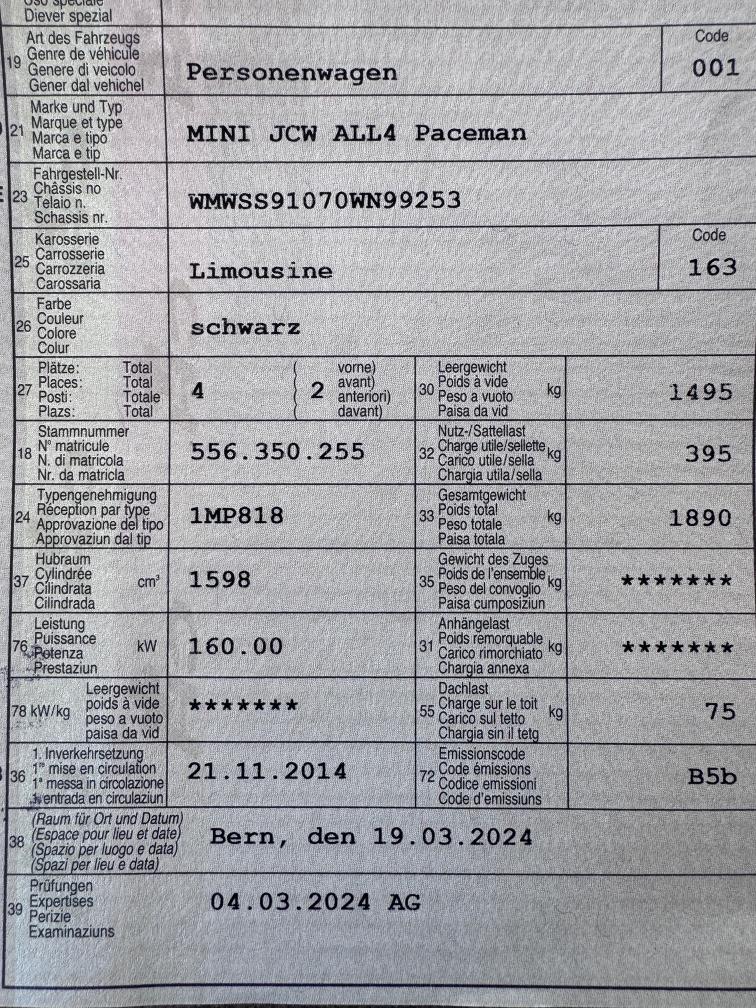 Diever spezial
19 Art des Fahrzeugs
Genre de véhicule
Genere di veicolo
Gener dal vehichel
Personenwagen
Code
001
21 Marke und Typ
Marque et type
Marca e tipo
Marca e tip
MINI JCW ALL4 Paceman
23 Fahrgestell-Nr.
Châssis no
Telaio n.
Schassis nr.
WMWSS91070WN99253
25 Karosserie
Carrosserie
Carrozzeria
Carossaria
Limousine
Code
163
26 Farbe
Couleur
Colore
Colur
schwarz
27 Plätze: Total
Places: Total
Posti: Totale
Plazs: Total
4 ( 2 vorne)
( avant)
( anteriori)
( davant)
30 Leergewicht
Poids à vide
Peso a vuoto
Paisa da vid
kg
1495
18 Stammnummer
N° matricule
N. di matricola
Nr. da matricla
556.350.255
32 Nutz-/Sattellast
Charge utile/sellette
Carico utile/sella
Chargia utila/sella
kg
395
24 Typengenehmigung
Réception par type
Approvazione del tipo
Approvaziun dal tip
1MP818
33 Gesamtgewicht
Poids total
Peso totale
Paisa totala
kg
1890
37 Hubraum
Cylindrée
Cilindrata
Cilindrada
cm³
1598
35 Gewicht des Zuges
Poids de l'ensemble
Peso del convoglio
Paisa cumposiziun
kg
*******
76 Leistung
Puissance
Potenza
Prestaziun
kW
160.00
31 Anhängelast
Poids remorquable
Carico rimorchiato
Chargia annexa
kg
*******
78 kW/kg
Leergewicht
poids à vide
peso a vuoto
paisa da vid
*******
55 Dachlast
Charge sur le toit
Carico sul tetto
Chargia sin il tetg
kg
75
36 1. Inverkehrsetzung
1re mise en circulation
1a messa in circolazione
1. entrada en circulaziun
21.11.2014
72 Emissionscode
Code émissions
Codice emissioni
Code d'emissiuns
B5b
38 (Raum für Ort und Datum)
(Espace pour lieu et date)
(Spazio per luogo e data)
(Spazi per lieu e data)
Bern, den 19.03.2024
39 Prüfungen
Expertises
Perizie
Examinaziuns
04.03.2024 AG